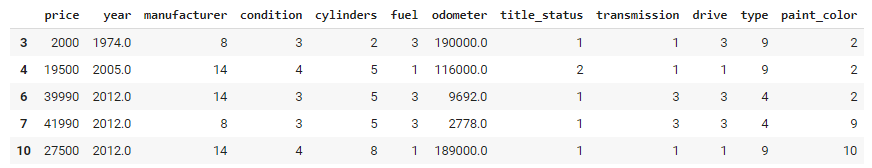 price year manufacturer condition cylinders fuel odometer title_status transmission drive type paint_color
3 2000 1974.0 8 3 2 3 190000.0 1 1 3 9 2
4 19500 2005.0 14 4 5 1 116000.0 2 1 1 9 2
6 39990 2012.0 14 3 5 3 9692.0 1 3 3 4 2
7 41990 2012.0 8 3 5 3 2778.0 1 3 3 4 9
10 27500 2012.0 14 4 8 1 189000.0 1 1 1 9 10